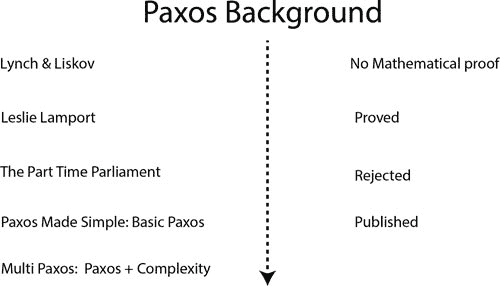 Paxos Background
Lynch & Liskov
No Mathematical proof
Leslie Lamport
Proved
The Part Time Parliament
Rejected
Paxos Made Simple: Basic Paxos
Published
Multi Paxos: Paxos + Complexity